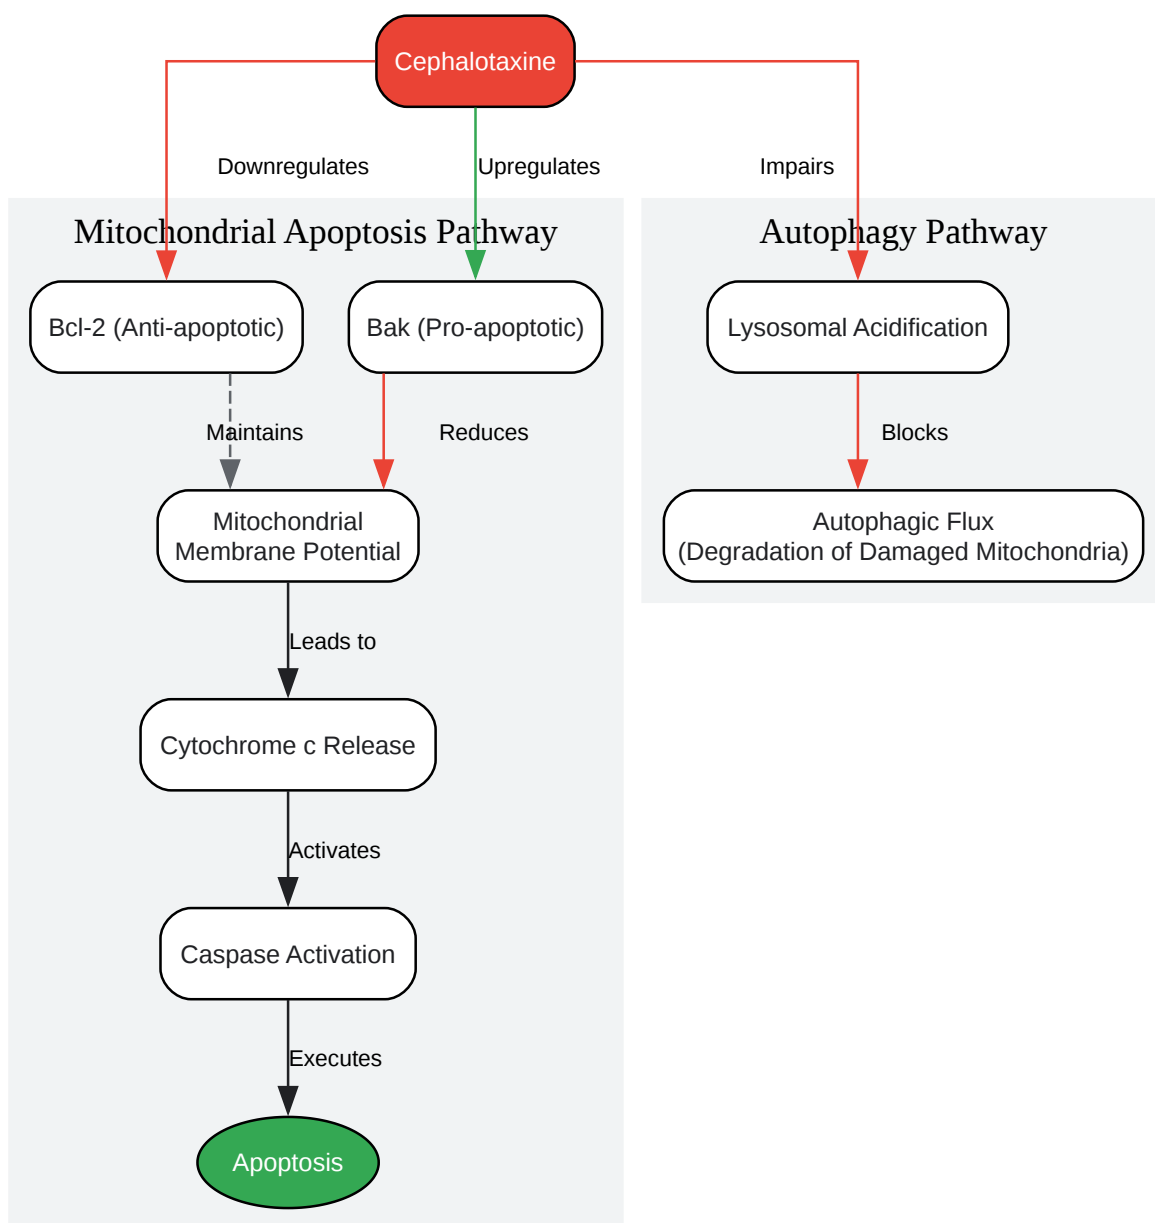 Cephalotaxine
Downregulates
Upregulates
Impairs
Mitochondrial Apoptosis Pathway
Autophagy Pathway
Bcl-2 (Anti-apoptotic)
Bak (Pro-apoptotic)
Lysosomal Acidification
Maintains
Reduces
Blocks
Mitochondrial
Membrane Potential
Autophagic Flux
(Degradation of Damaged Mitochondria)
Leads to
Cytochrome c Release
Activates
Caspase Activation
Executes
Apoptosis